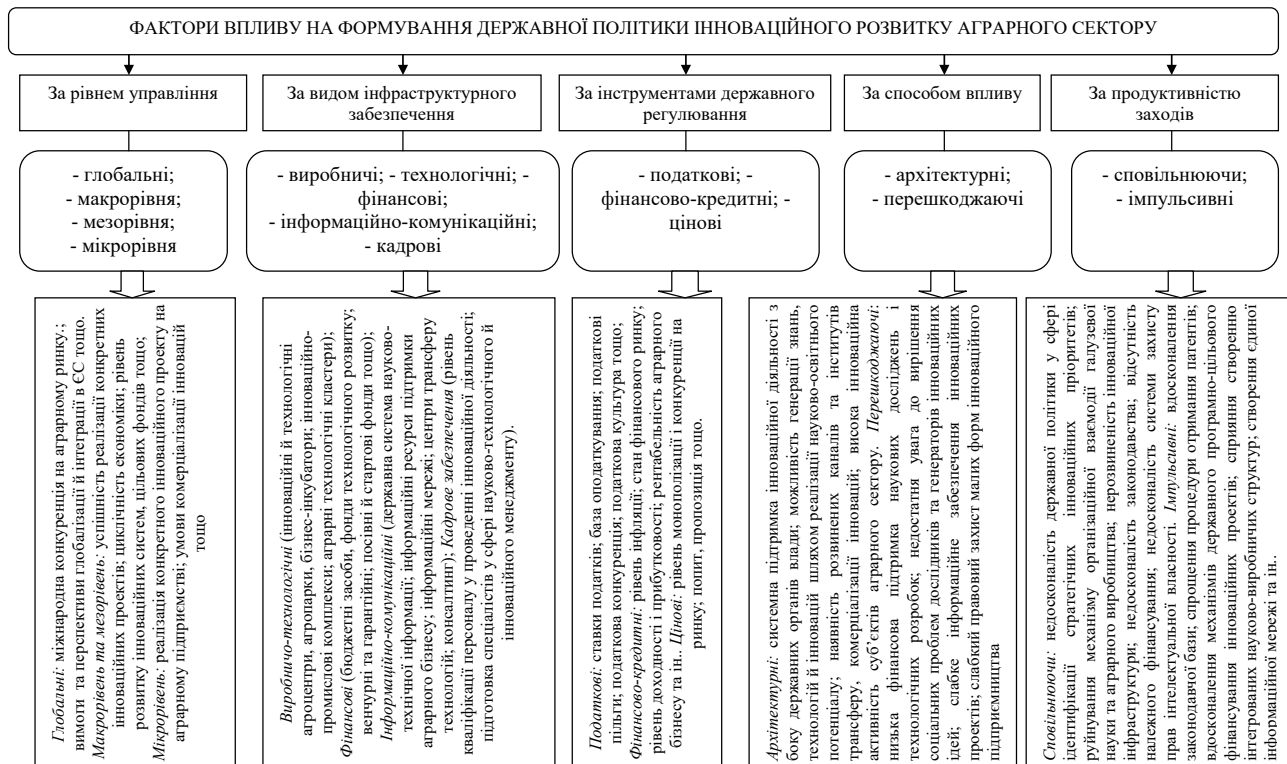 ФАКТОРИ ВПЛИВУ НА ФОРМУВАННЯ ДЕРЖАВНОЇ ПОЛІТИКИ ІННОВАЦІЙНОГО РОЗВИТКУ АГРАРНОГО СЕКТОРУ
За рівнем управління
За видом інфраструктурного
забезпечення
За інструментами державного
регулювання
За способом впливу
За продуктивністю
заходів
- глобальні;
- макрорівня;
- мезорівня;
- мікрорівня
- виробничі; - технологічні; -
фінансові;
- інформаційно-комунікаційні;
- кадрові
- податкові; -
фінансово-кредитні; -
цінові
- архітектурні;
- перешкоджаючі
- сповільнюючи;
- імпульсивні
Глобальні: міжнародна конкуренція на аграрному ринку.;
вимоги та перспективи глобалізації й інтеграції в ЄС тощо.
Макрорівень та мезорівень: успішність реалізації конкретних
інноваційних проектів; циклічність економіки; рівень
розвитку інноваційних систем, цільових фондів тощо;
Мікрорівень: реалізація конкретного інноваційного проекту на
аграрному підприємстві; умови комерціалізації інновацій
тощо
Виробничо-технологічні (інноваційні й технологічні
агроцентри, агропарки, бізнес-інкубатори; інноваційно-
промислові комплекси; аграрні технологічні кластери);
Фінансові (бюджетні засоби, фонди технологічного розвитку;
венчурні та гарантійні; посівні й стартові фонди тощо);
Інформаційно-комунікаційні (державна система науково-
технічної інформації; інформаційні ресурси підтримки
аграрного бізнесу; інформаційні мережі; центри трансферу
технологій; консалтинг); Кадрове забезпечення (рівень
кваліфікації персоналу у проведенні інноваційної діяльності;
підготовка спеціалістів у сфері науково-технологічного й
інноваційного менеджменту).
Податкові: ставки податків; база оподаткування; податкові
пільги; податкова конкуренція; податкова культура тощо;
Фінансово-кредитні: рівень інфляції; стан фінансового ринку;
рівень доходності і прибутковості; рентабельність аграрного
бізнесу та ін.. Цінові: рівень монополізації і конкуренції на
ринку; попит, пропозиція тощо.
Архітектурні: системна підтримка інноваційної діяльності з
боку державних органів влади; можливість генерації знань,
технологій й інновацій шляхом реалізації науково-освітнього
потенціалу; наявність розвинених каналів та інститутів
трансферу, комерціалізації інновацій; висока інноваційна
активність суб’єктів аграрного сектору. Перешкоджаючі:
низька фінансова підтримка наукових досліджень і
технологічних розробок; недостатня увага до вирішення
соціальних проблем дослідників та генераторів інноваційних
ідей; слабке інформаційне забезпечення інноваційних
проектів; слабкий правовий захист малих форм інноваційного
підприємництва
Сповільнюючи: недосконалість державної політики у сфері
ідентифікації стратегічних інноваційних пріоритетів;
руйнування механізму організаційної взаємодії галузевої
науки та аграрного виробництва; нерозвиненість інноваційної
інфраструктури; недосконалість законодавства; відсутність
належного фінансування; недосконалість системи захисту
прав інтелектуальної власності. Імпульсивні: вдосконалення
законодавчої бази; спрощення процедури отримання патентів;
вдосконалення механізмів державного програмно-цільового
фінансування інноваційних проектів; сприяння створенню
інтегрованих науково-виробничих структур; створення єдиної
інформаційної мережі та ін..